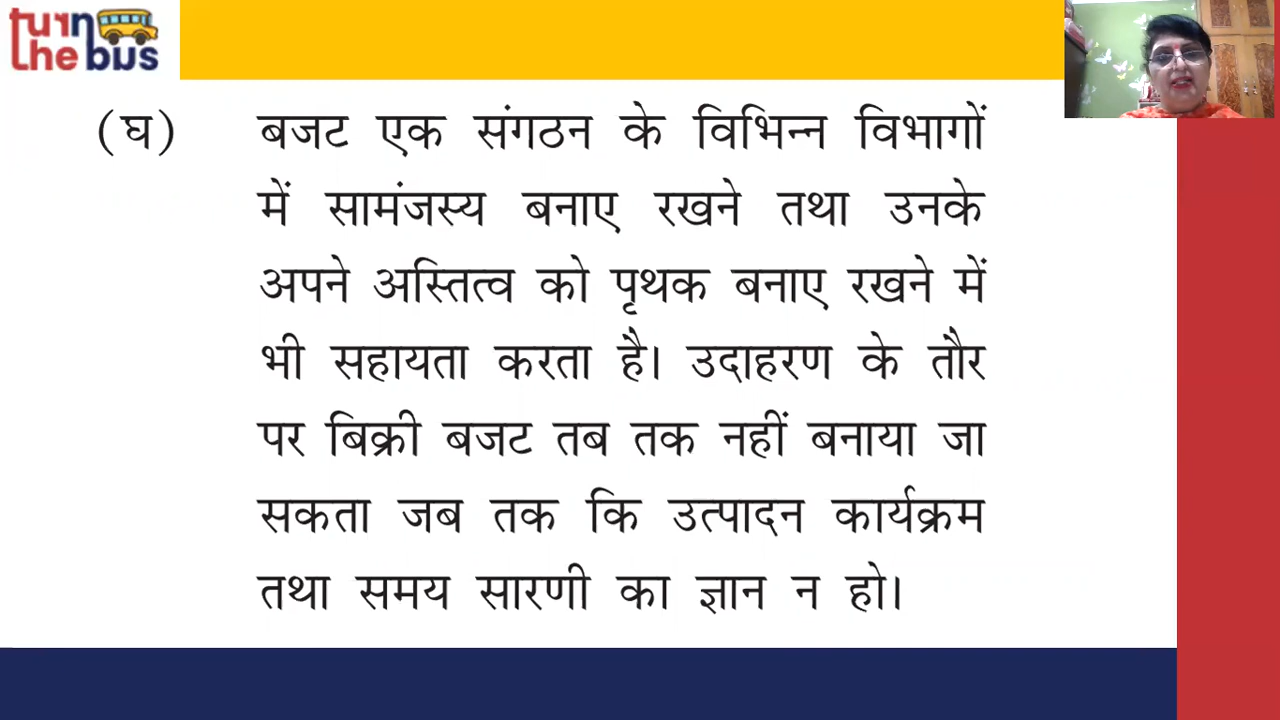 turn
the bus
(घ) बजट एक संगठन के विभिन्न विभागों
में सामंजस्य बनाए रखने तथा उनके
अपने अस्तित्व को पृथक बनाए रखने में
भी सहायता करता है। उदाहरण के तौर
पर बिक्री बजट तब तक नहीं बनाया जा
सकता जब तक कि उत्पादन कार्यक्रम
तथा समय सारणी का ज्ञान न हो।